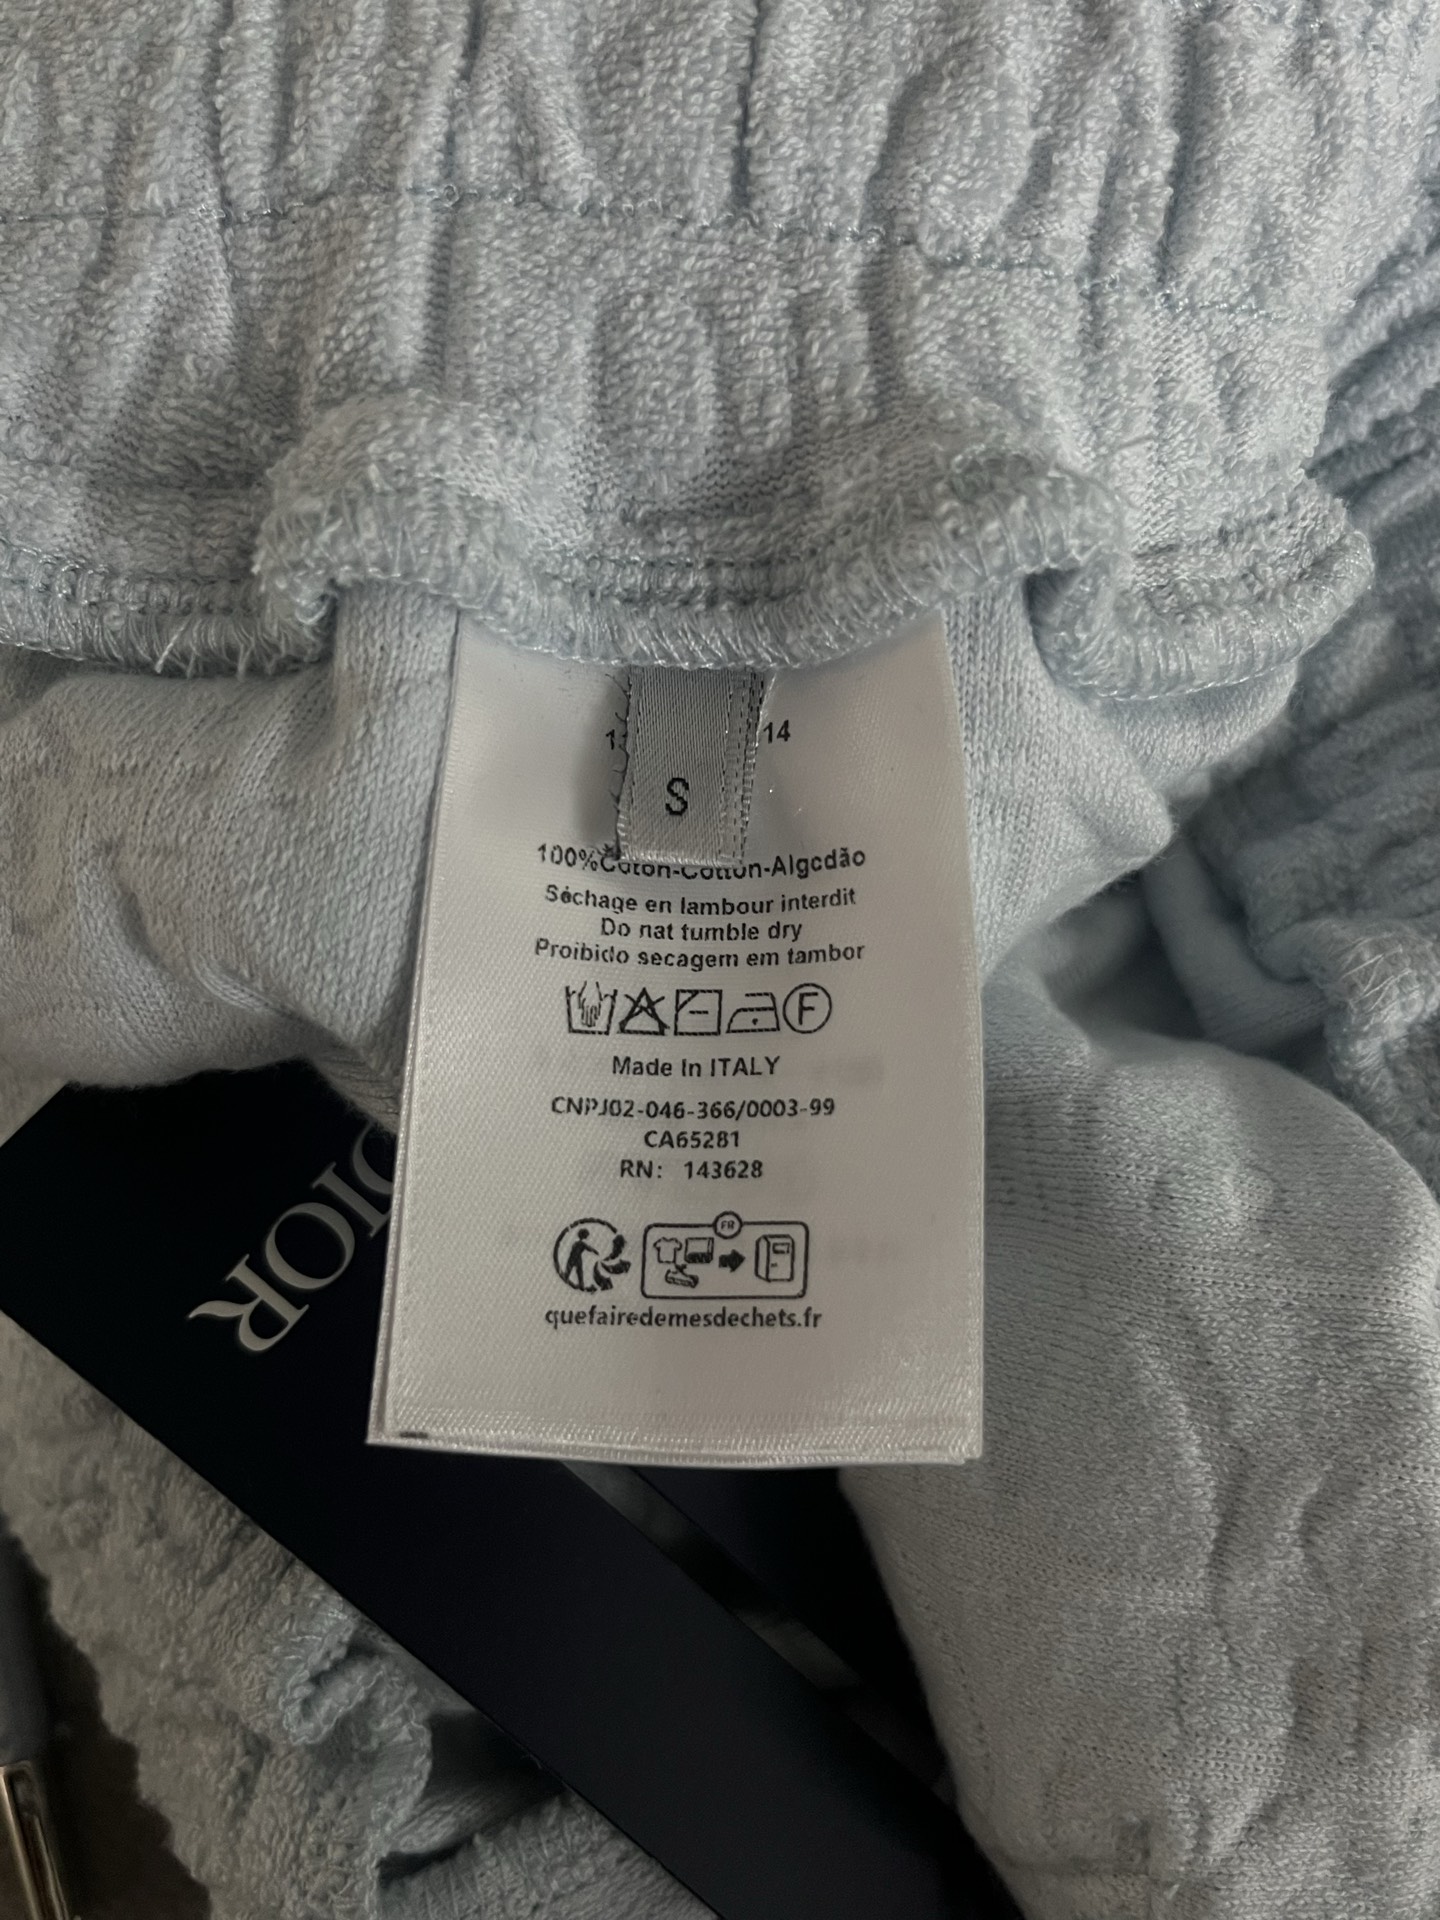 14
S
100%Coton-Cotton-Algcdão
Séchage en lambour interdit
Do nat tumble dry
Proibido secagem em tambor
F
Made In ITALY
CNPJ02-046-366/0003-99
CA65281
RN: 143628
FR
quefairedemesdechets.fr
DIOR